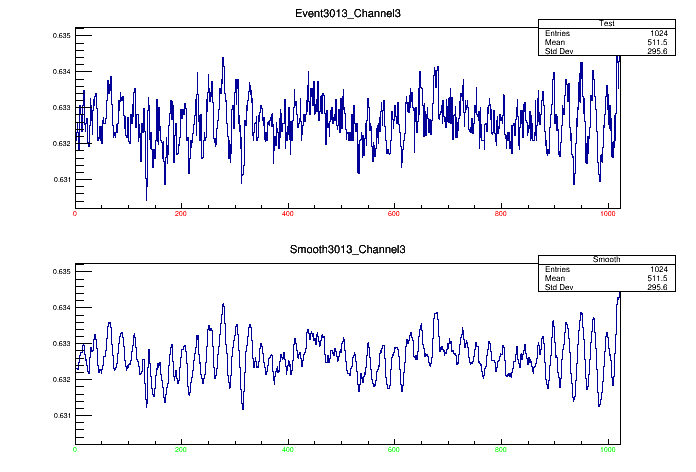 Event3013_Channel3
Test
Entries 1024
Mean 511.5
Std Dev 295.6
0.635
0.634
0.633
0.632
0.631
0 200 400 600 800 1000
Smooth3013_Channel3
Smooth
Entries 1024
Mean 511.5
Std Dev 295.6
0.635
0.634
0.633
0.632
0.631
0 200 400 600 800 1000